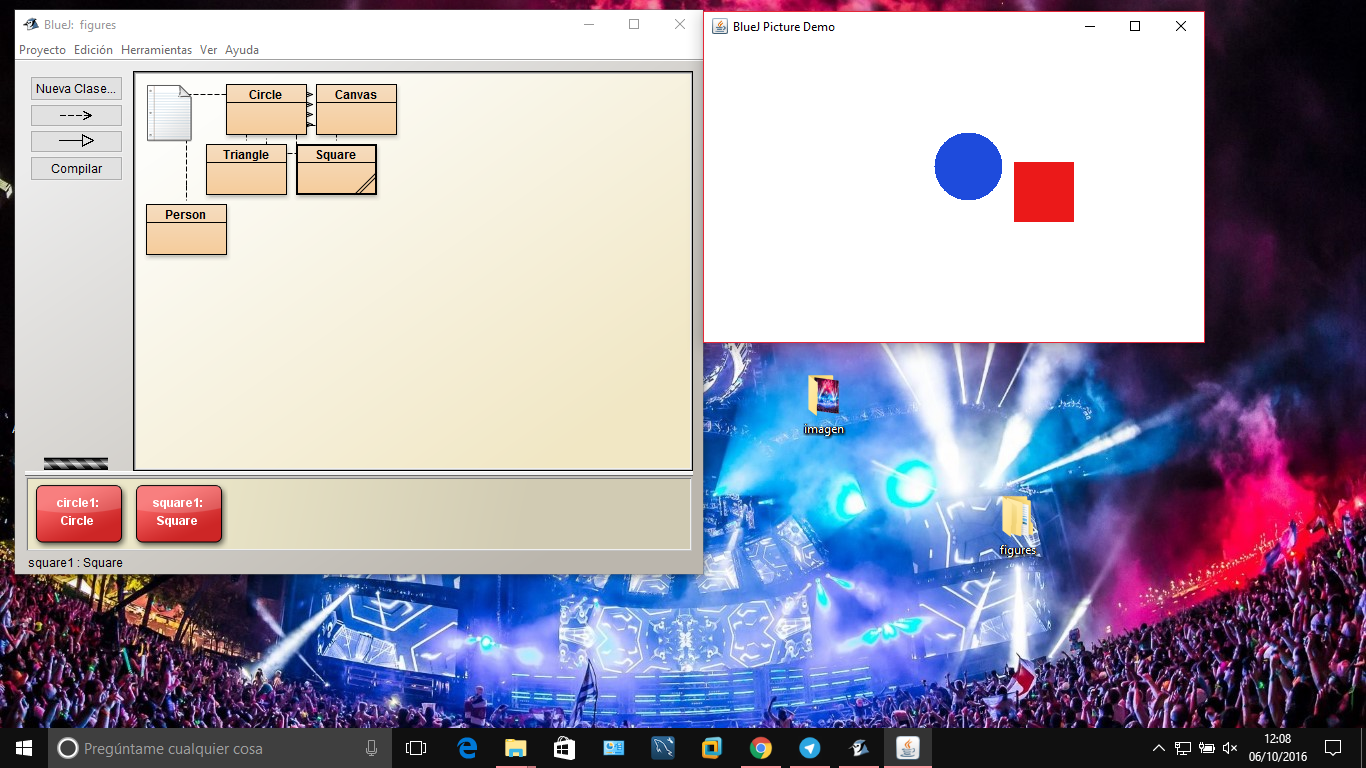 BlueJ:  figures
Proyecto Edición Herramientas Ver Ayuda
Nueva Clase...
Compilar
Circle
Canvas
Triangle
Square
Person
circle1:
Circle
square1:
Square
square1 : Square
BlueJ Picture Demo
imagen
figures
Pregúntame cualquier cosa
12:08
06/10/2016